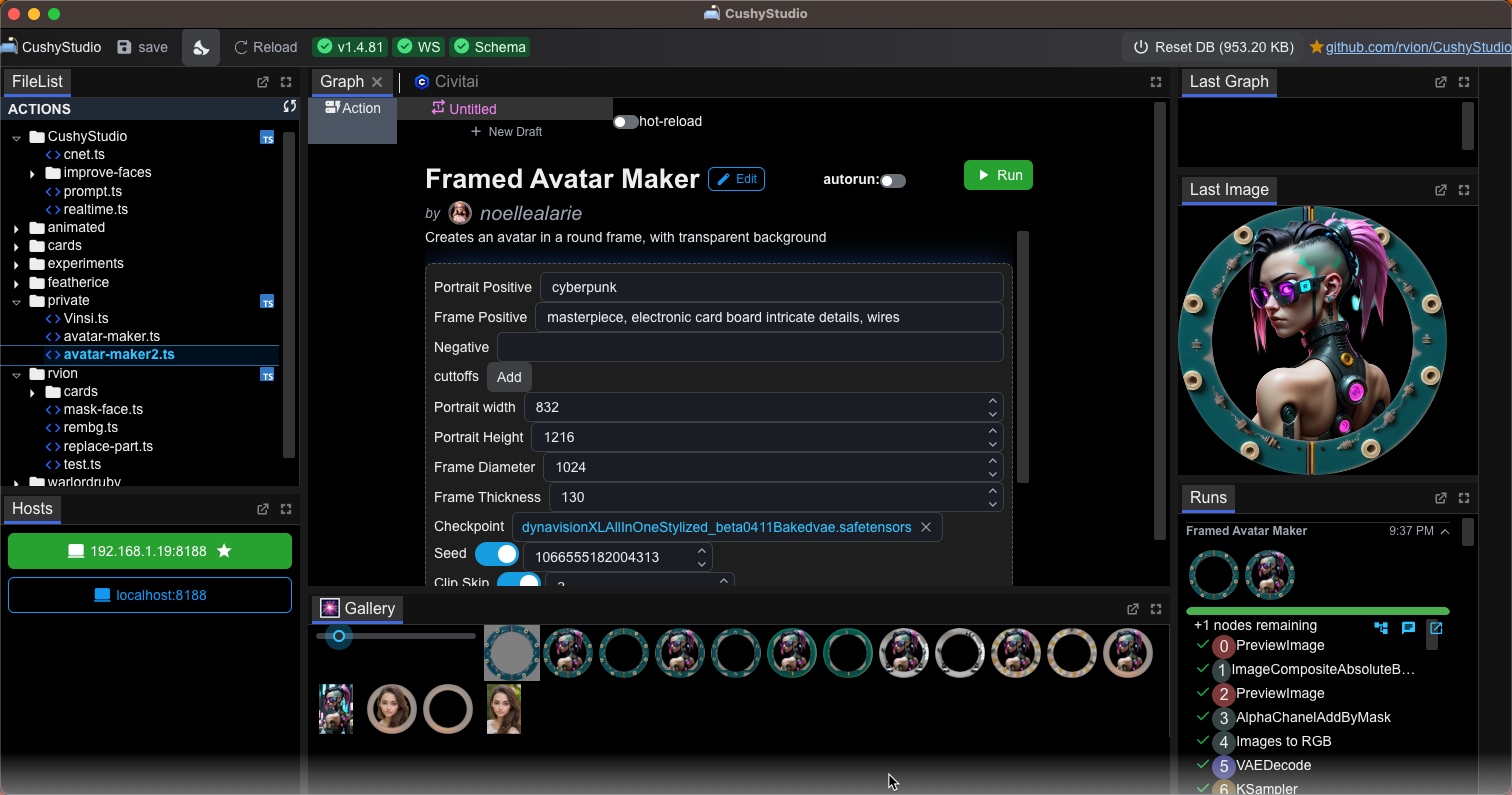 CushyStudio
CushyStudio save Reload v1.4.81 WS Schema Reset DB (953.20 KB) github.com/rvion/CushyStudio
FileList
ACTIONS
CushyStudio TS
cnet.ts
improve-faces
prompt.ts
realtime.ts
animated
cards
experiments
featherice
private TS
Vinsi.ts
avatar-maker.ts
avatar-maker2.ts
rvion TS
cards
mask-face.ts
rembg.ts
replace-part.ts
test.ts
warlordruby
Hosts
192.168.1.19:8188
localhost:8188
Graph Civitai
Action Untitled
New Draft
hot-reload
Framed Avatar Maker Edit autorun: Run
by noellealarie
Creates an avatar in a round frame, with transparent background
Portrait Positive cyberpunk
Frame Positive masterpiece, electronic card board intricate details, wires
Negative
cuttoffs Add
Portrait width 832
Portrait Height 1216
Frame Diameter 1024
Frame Thickness 130
Checkpoint dynavisionXLAllInOneStylized_beta0411Bakedvae.safetensors
Seed 1066555182004313
Clip Skip 2
Gallery
Last Graph
Last Image
Runs
Framed Avatar Maker 9:37 PM
+1 nodes remaining
0 PreviewImage
1 ImageCompositeAbsoluteB…
2 PreviewImage
3 AlphaChanelAddByMask
4 Images to RGB
5 VAEDecode
6 KSampler